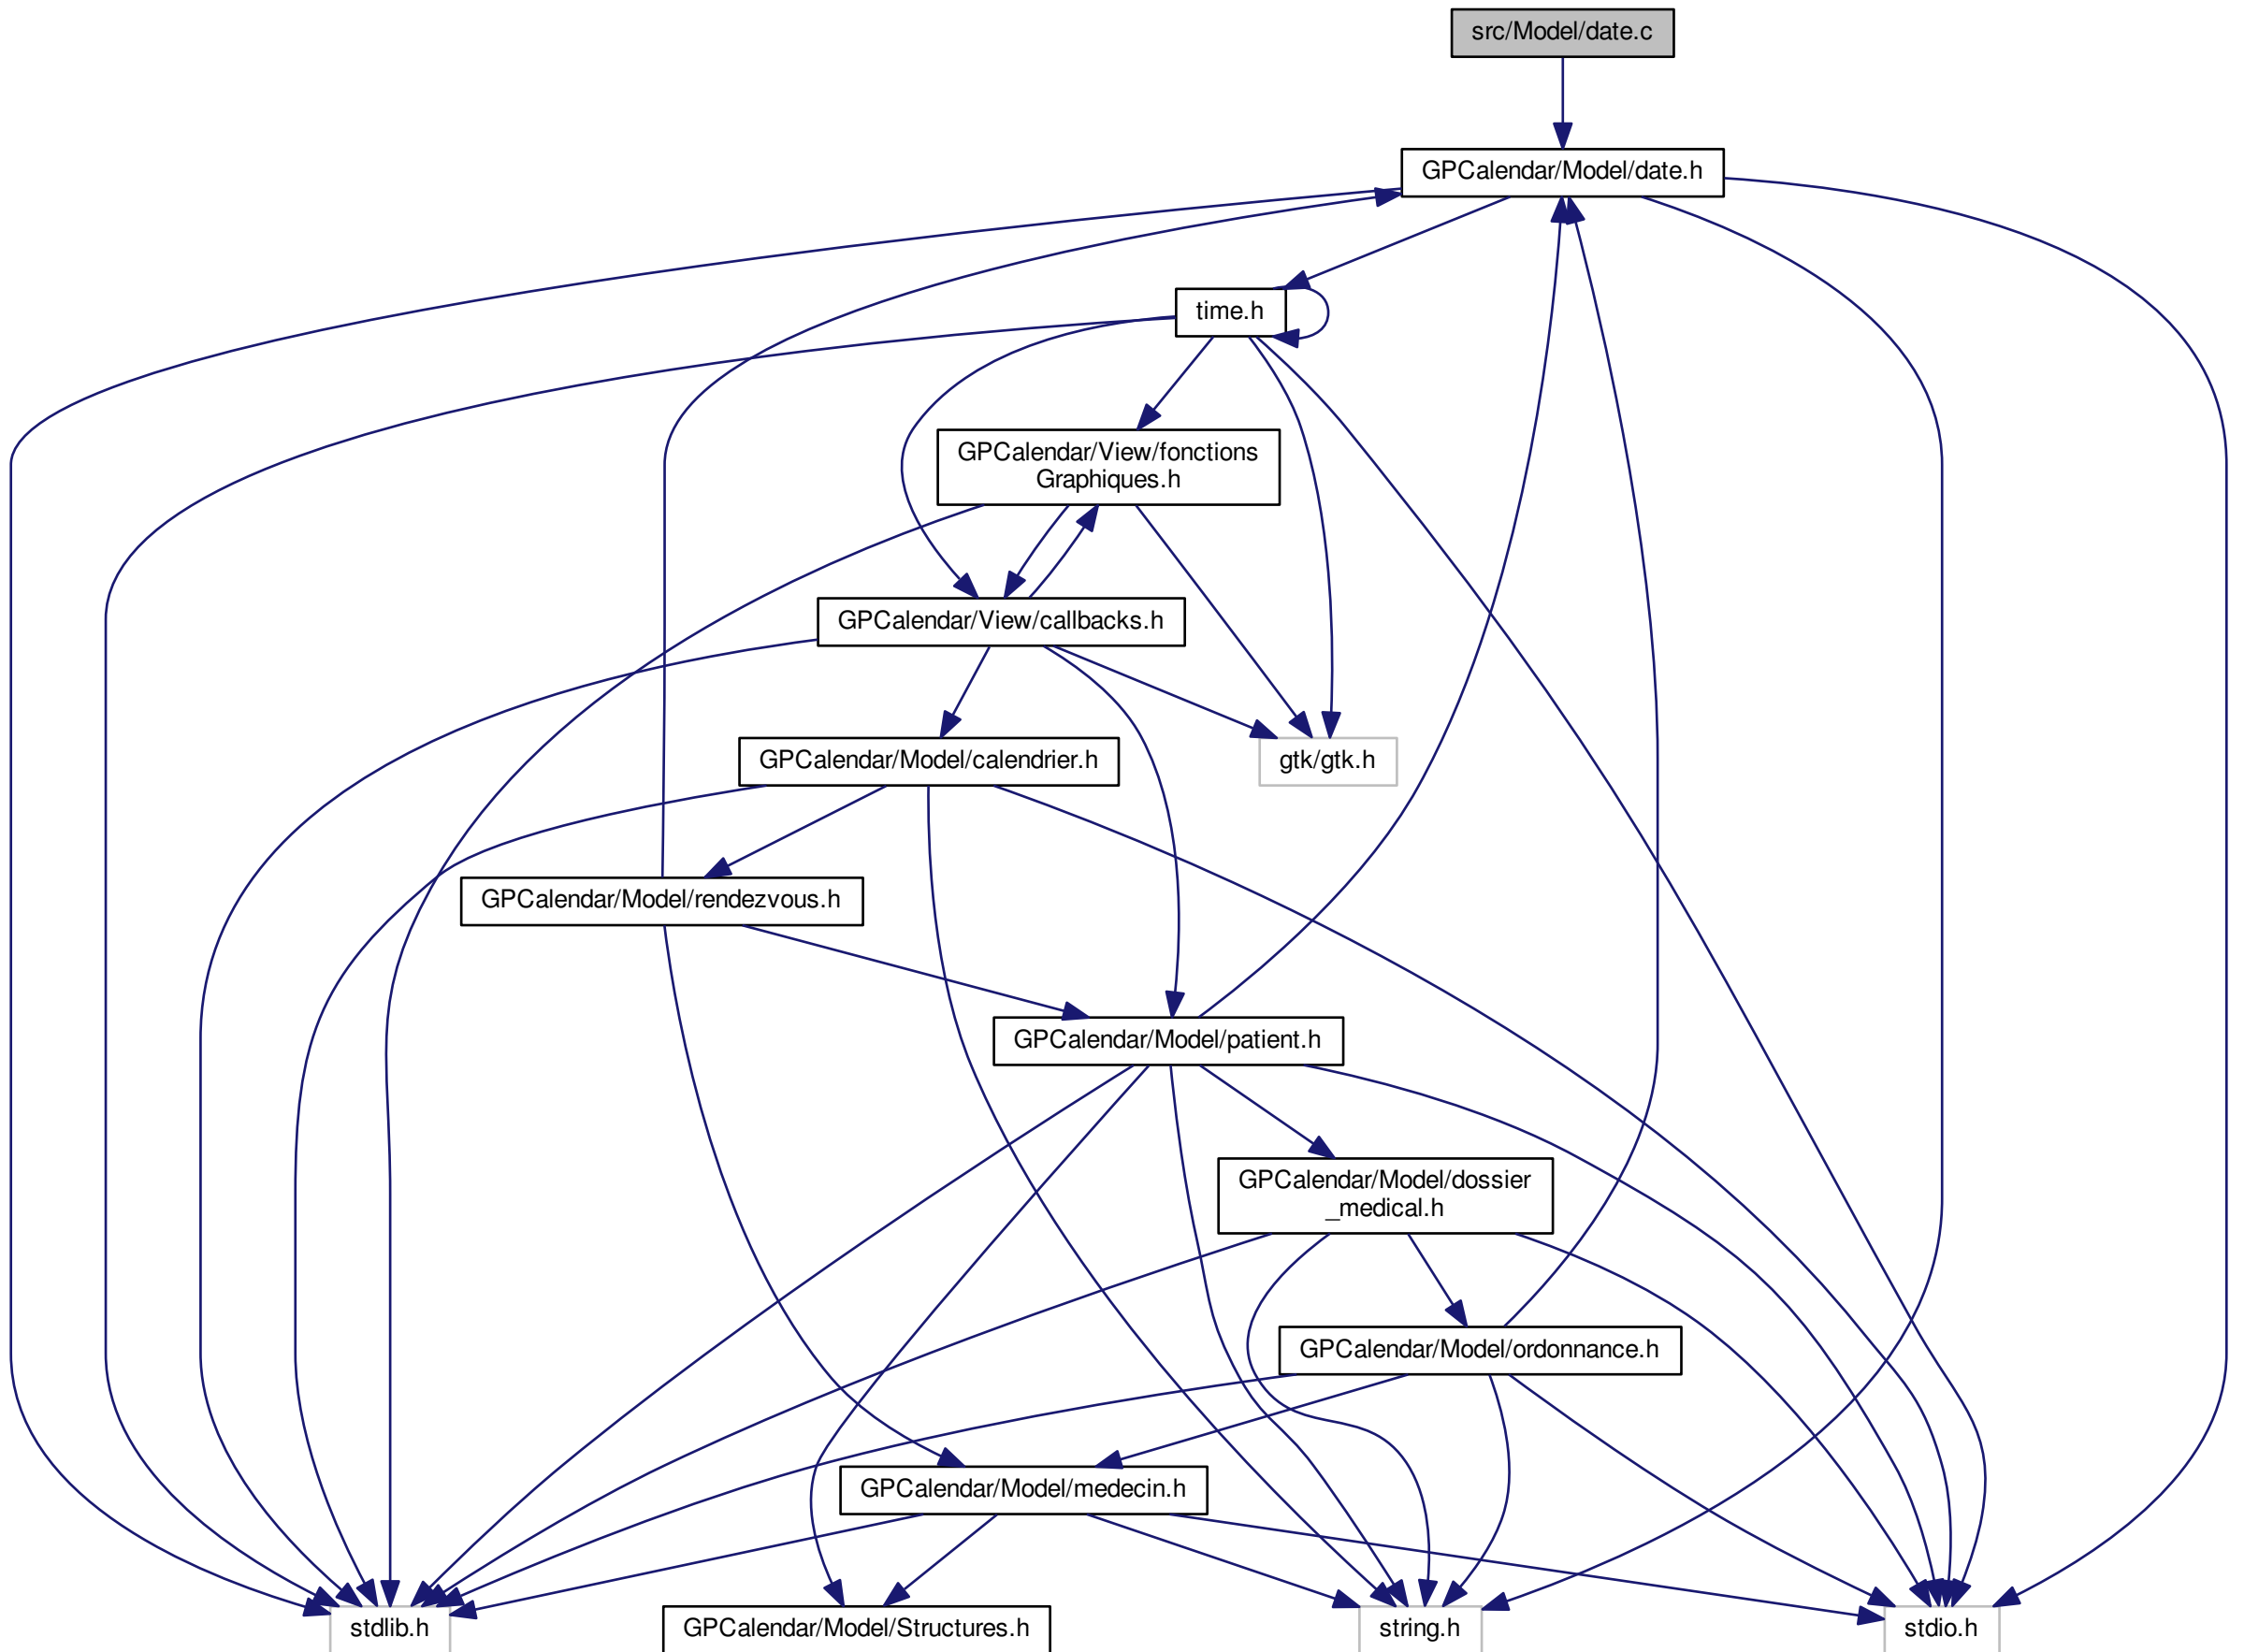 src/Model/date.c
GPCalendar/Model/date.h
time.h
GPCalendar/View/fonctions
Graphiques.h
GPCalendar/View/callbacks.h
GPCalendar/Model/calendrier.h
gtk/gtk.h
GPCalendar/Model/rendezvous.h
GPCalendar/Model/patient.h
GPCalendar/Model/dossier
_medical.h
GPCalendar/Model/ordonnance.h
GPCalendar/Model/medecin.h
stdlib.h
GPCalendar/Model/Structures.h
string.h
stdio.h